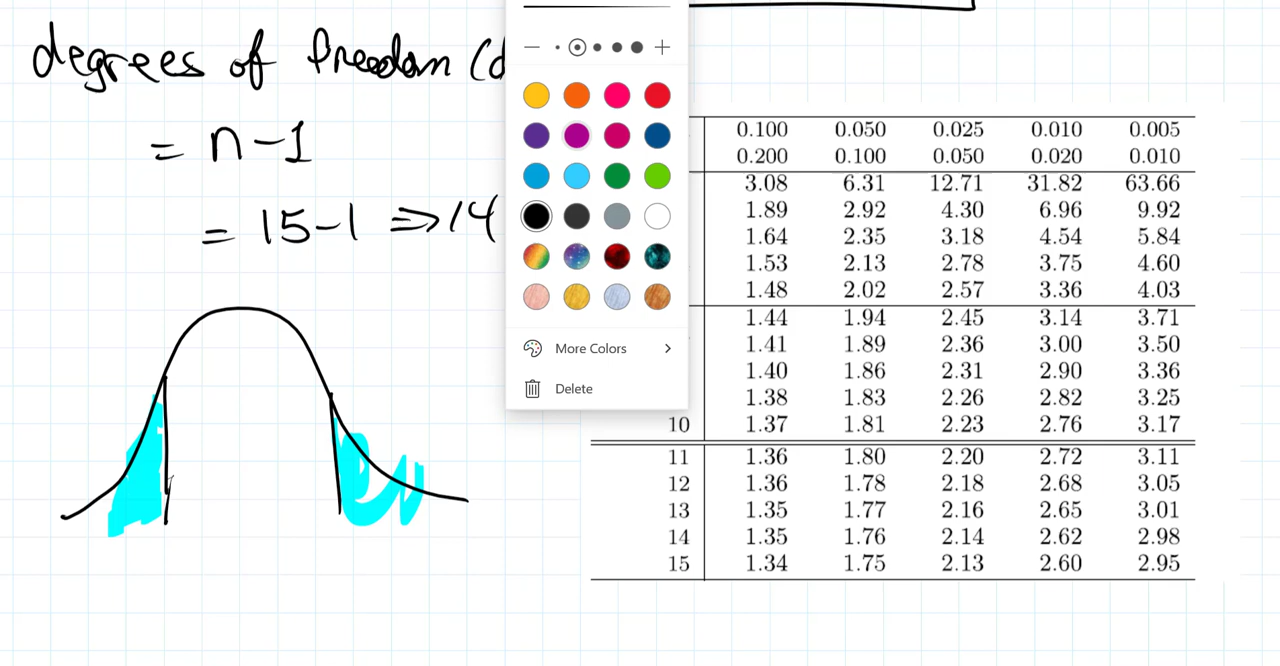 degrees of freedom (d
= n-1
= 15-1 ⇒ 14
More Colors
Delete
0.100 0.050 0.025 0.010 0.005
0.200 0.100 0.050 0.020 0.010
3.08 6.31 12.71 31.82 63.66
1.89 2.92 4.30 6.96 9.92
1.64 2.35 3.18 4.54 5.84
1.53 2.13 2.78 3.75 4.60
1.48 2.02 2.57 3.36 4.03
1.44 1.94 2.45 3.14 3.71
1.41 1.89 2.36 3.00 3.50
1.40 1.86 2.31 2.90 3.36
1.38 1.83 2.26 2.82 3.25
10 1.37 1.81 2.23 2.76 3.17
11 1.36 1.80 2.20 2.72 3.11
12 1.36 1.78 2.18 2.68 3.05
13 1.35 1.77 2.16 2.65 3.01
14 1.35 1.76 2.14 2.62 2.98
15 1.34 1.75 2.13 2.60 2.95